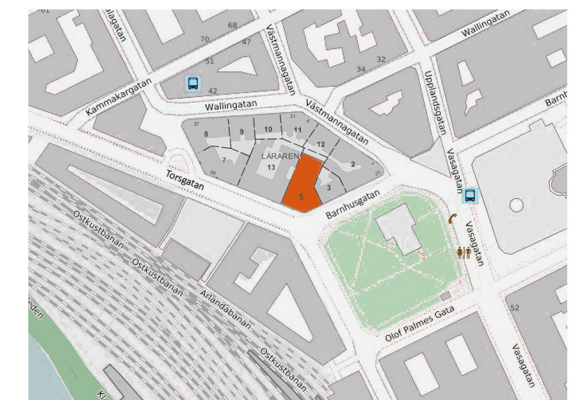 Wallingatan
68
70
47
51
42
34
32
Västmannagatan
Kammakargatan
Wallingatan
Västmannagatan
Upplandsgatan
Vasagatan
8
9
10
11
12
LÄRAREN
7
13
2
3
5
Torsgatan
Barnhusgatan
Vasagatan
Ostkustbanan
Ostkustbanan
Arlandabanan
Ostkustbanan
Olof Palmes Gata
52
Vasagatan